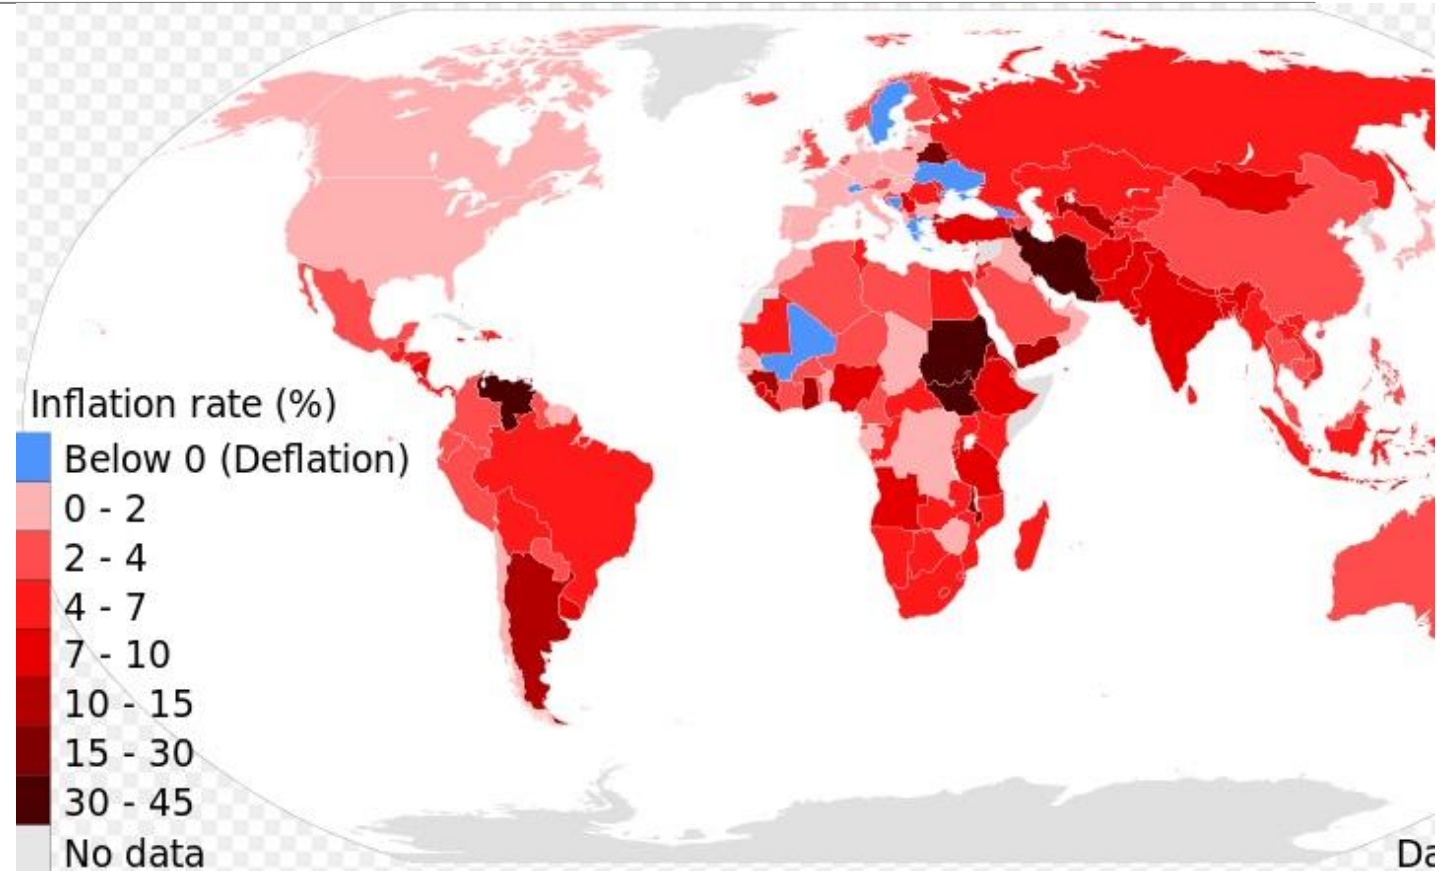 Inflation rate (%)
Below 0 (Deflation)
0 - 2
2 - 4
4 - 7
7 - 10
10 - 15
15 - 30
30 - 45
No data
Da